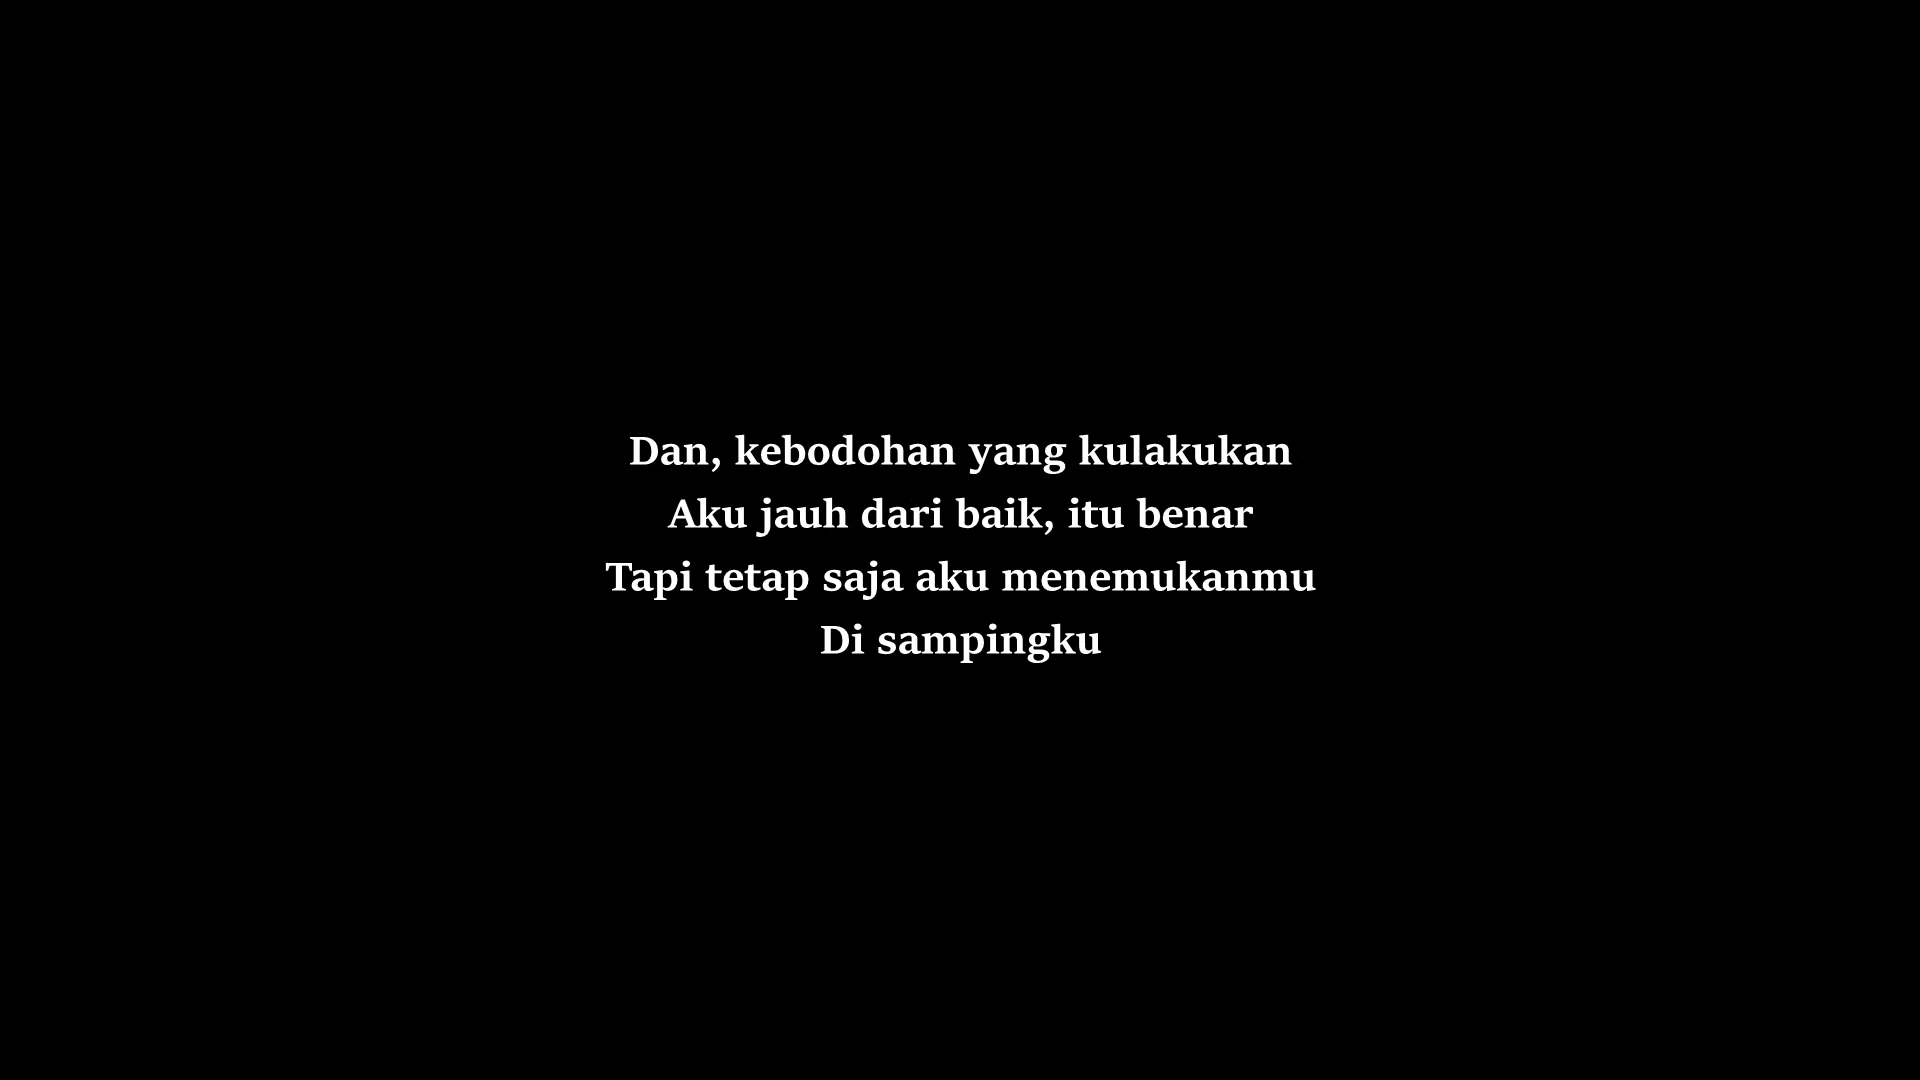 Dan, kebodohan yang kulakukan
Aku jauh dari baik, itu benar
Tapi tetap saja aku menemukanmu
Di sampingku